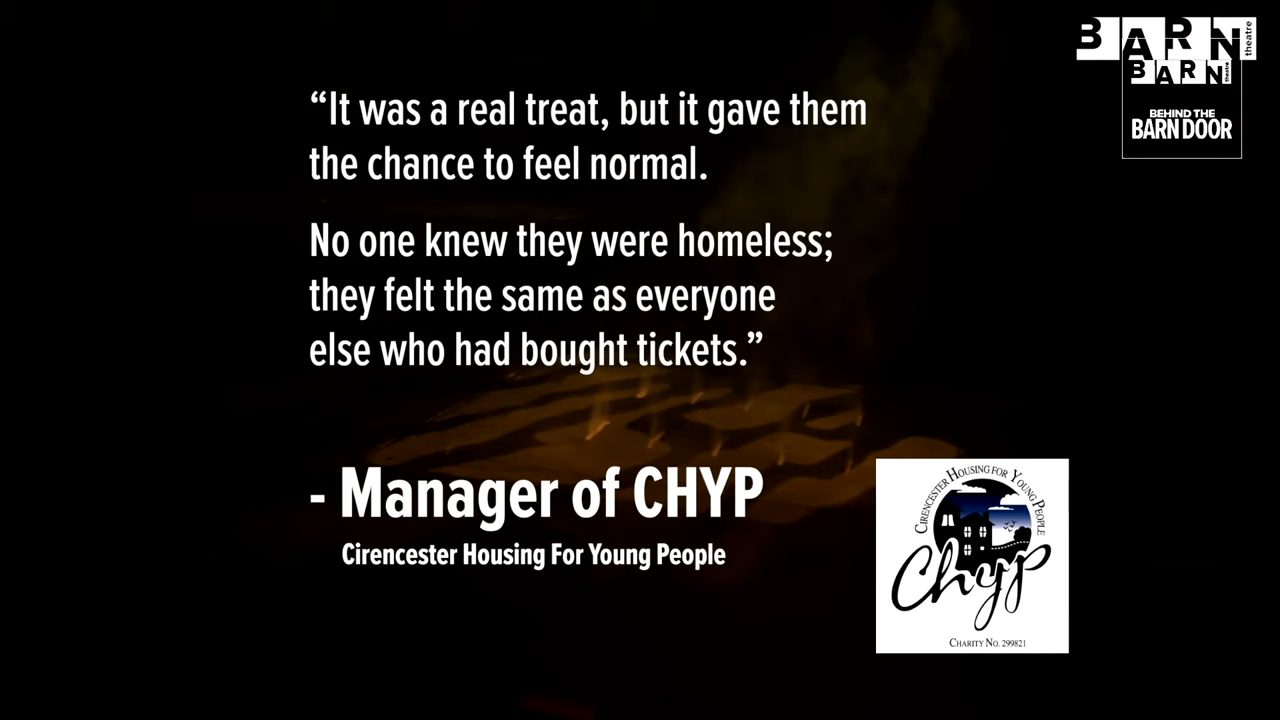 BARN theatre
BARN theatre
BEHIND THE
BARN DOOR
“It was a real treat, but it gave them
the chance to feel normal.
No one knew they were homeless;
they felt the same as everyone
else who had bought tickets.”
- Manager of CHYP
Cirencester Housing For Young People
CIRENCESTER HOUSING FOR YOUNG PEOPLE
Chyp
CHARITY NO. 299821